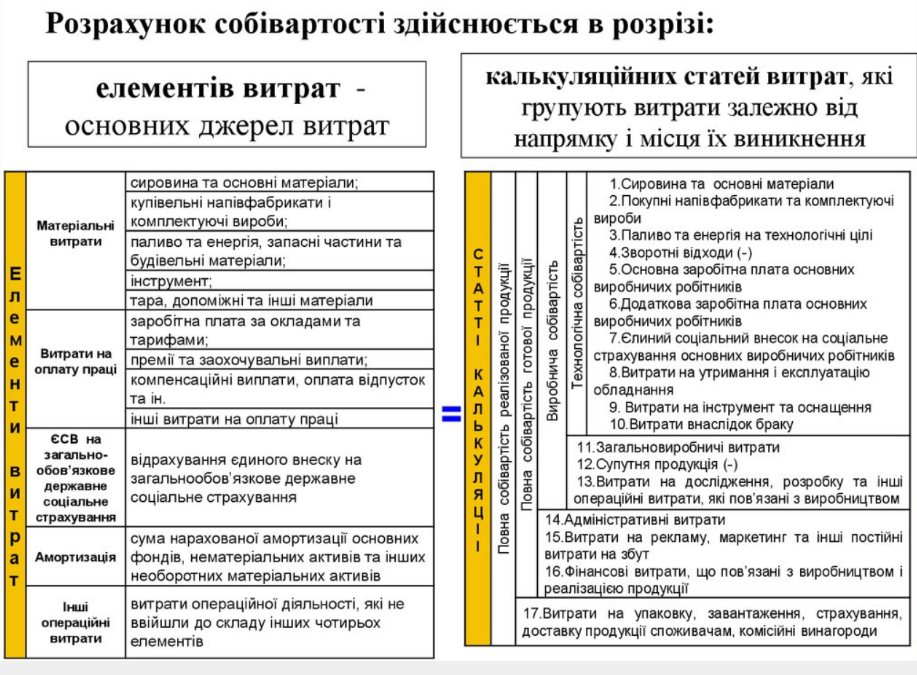 Розрахунок собівартості здійснюється в розрізі:
елементів витрат -
основних джерел витрат
калькуляційних статей витрат, які
групують витрати залежно від
напрямку і місця їх виникнення
Елементи витрат
Матеріальні
витрати
сировина та основні матеріали;
купівельні напівфабрикати і
комплектуючі вироби;
паливо та енергія, запасні частини та
будівельні матеріали;
інструмент;
тара, допоміжні та інші матеріали
Витрати на
оплату праці
заробітна плата за окладами та
тарифами;
премії та заохочувальні виплати;
компенсаційні виплати, оплата відпусток
та ін.
інші витрати на оплату праці
ЄСВ на
загально-
обов’язкове
державне
соціальне
страхування
відрахування єдиного внеску на
загальнообов’язкове державне
соціальне страхування
Амортизація
сума нарахованої амортизації основних
фондів, нематеріальних активів та інших
необоротних матеріальних активів
Інші
операційні
витрати
витрати операційної діяльності, які не
ввійшли до складу інших чотирьох
елементів
=
СТАТТІ КАЛЬКУЛЯЦІІ
Повна собівартість реалізованої продукції
Повна собівартість готової продукції
Виробнича собівартість
Технологічна собівартість
1.Сировина та основні матеріали
2.Покупні напівфабрикати та комплектуючі
вироби
3.Паливо та енергія на технологічні цілі
4.Зворотні відходи (-)
5.Основна заробітна плата основних
виробничих робітників
6.Додаткова заробітна плата основних
виробничих робітників
7.Єлиний соціальний внесок на соціальне
страхування основних виробничих робітників
8.Витрати на утримання і експлуатацію
обладнання
9. Витрати на інструмент та оснащення
10.Витрати внаслідок браку
11.Загальновиробничі витрати
12.Супутня продукція (-)
13.Витрати на дослідження, розробку та інші
операційні витрати, які пов’язані з виробництвом
14.Адміністративні витрати
15.Витрати на рекламу, маркетинг та інші постійні
витрати на збут
16.Фінансові витрати, що пов’язані з виробництвом і
реалізацією продукції
17.Витрати на упаковку, завантаження, страхування,
доставку продукції споживачам, комісійні винагороди